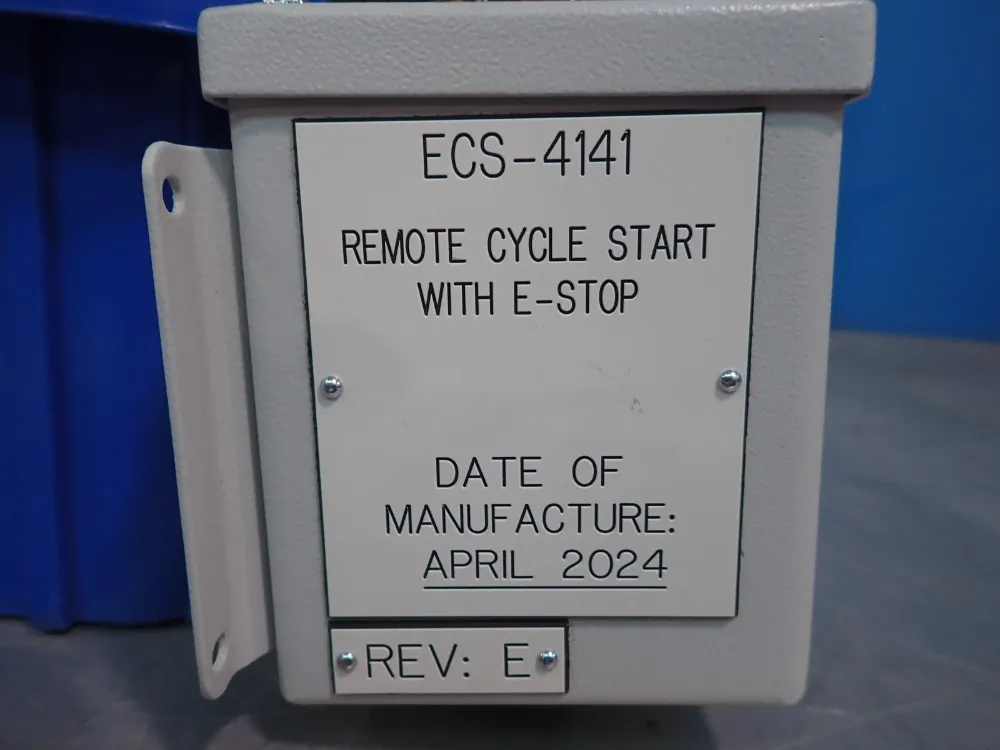 ECS-4141
REMOTE CYCLE START
WITH E-STOP
DATE OF
MANUFACTURE:
APRIL 2024
REV: E